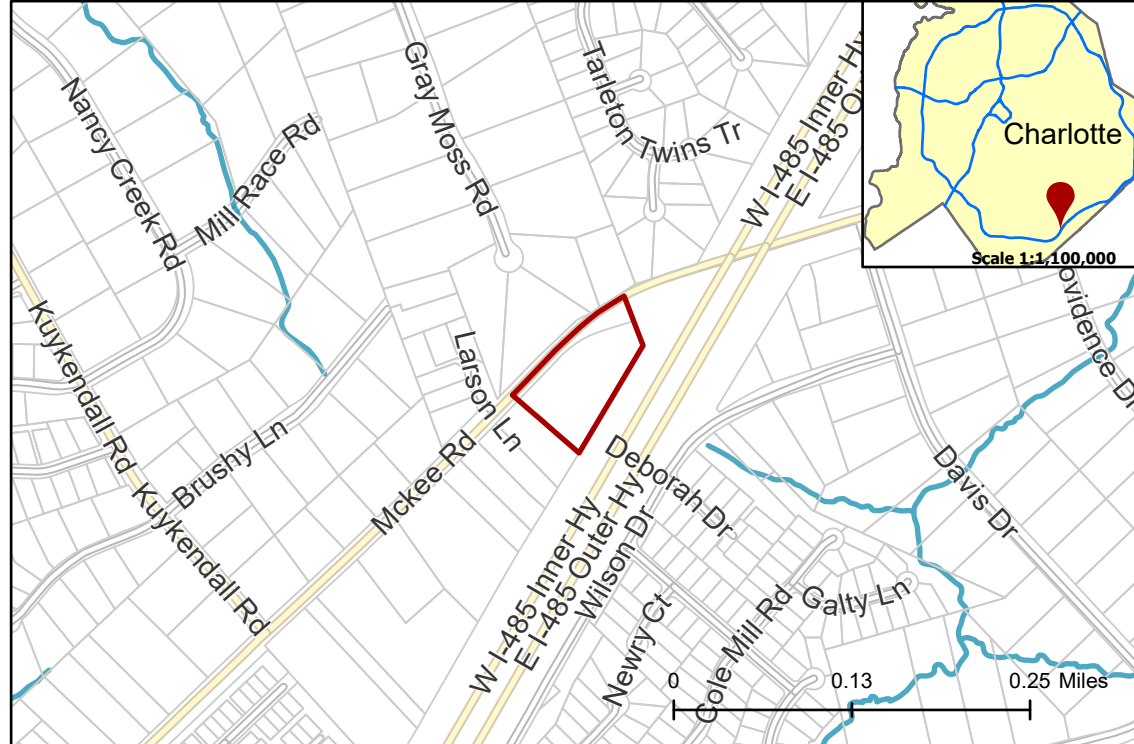 Nancy Creek Rd
Mill Race Rd
Gray Moss Rd
Tarleton
Twins Tr
W I-485 Inner Hy
E I-485 Ou
Charlotte
Scale 1:1,100,000
ovidence Dr
Kuykendall Rd
Kuykendall Rd
Brushy Ln
Larson Ln
Mckee Rd
Deborah Dr
Davis Dr
W I-485 Inner Hy
E I-485 Outer Hy
Wilson Dr
Newry Ct
Cole Mill Rd
Galty Ln
0
0.13
0.25 Miles